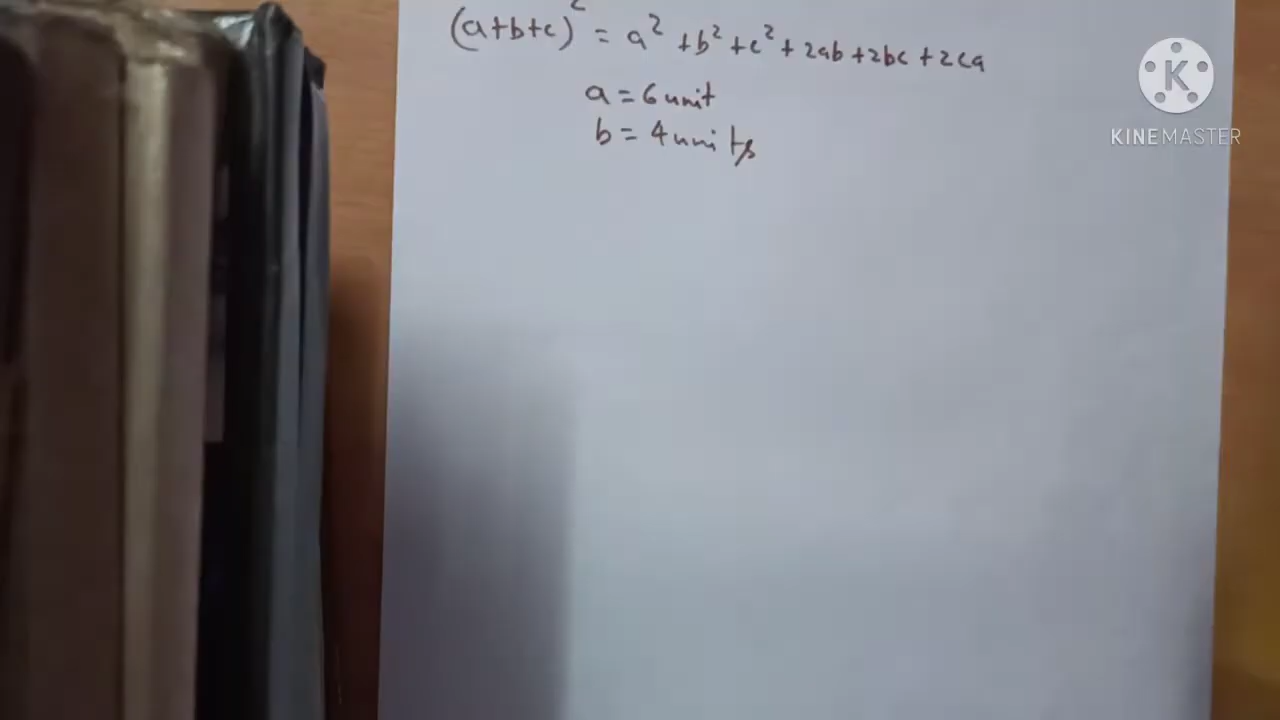 (a+b+c)² = a² + b² + c² + 2ab + 2bc + 2ca
a = 6 unit
b = 4 units
K
KINEMASTER